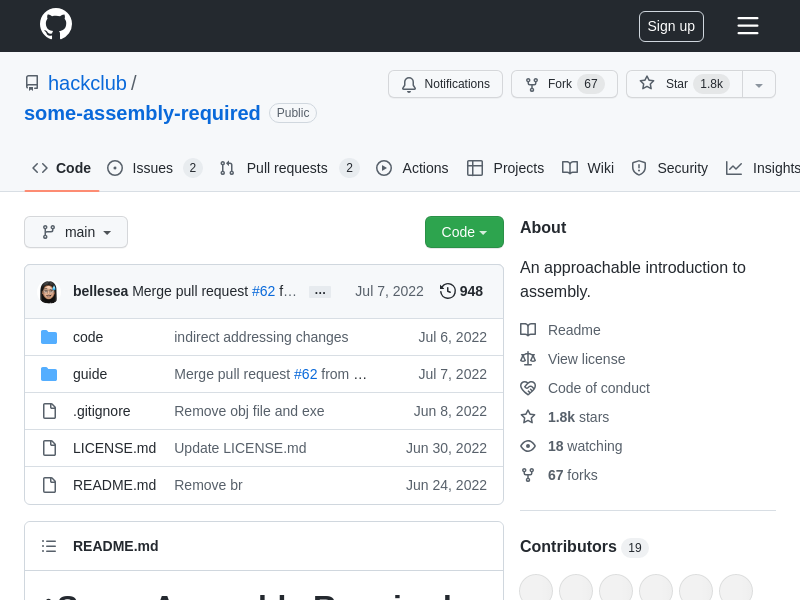 Sign up
hackclub / some-assembly-required Public
Notifications
Fork 67
Star 1.8k
Code
Issues 2
Pull requests 2
Actions
Projects
Wiki
Security
Insights
main
Code
bellesea Merge pull request #62 f… … Jul 7, 2022 948
code indirect addressing changes Jul 6, 2022
guide Merge pull request #62 from … Jul 7, 2022
.gitignore Remove obj file and exe Jun 8, 2022
LICENSE.md Update LICENSE.md Jun 30, 2022
README.md Remove br Jun 24, 2022
README.md
About
An approachable introduction to
assembly.
Readme
View license
Code of conduct
1.8k stars
18 watching
67 forks
Contributors 19